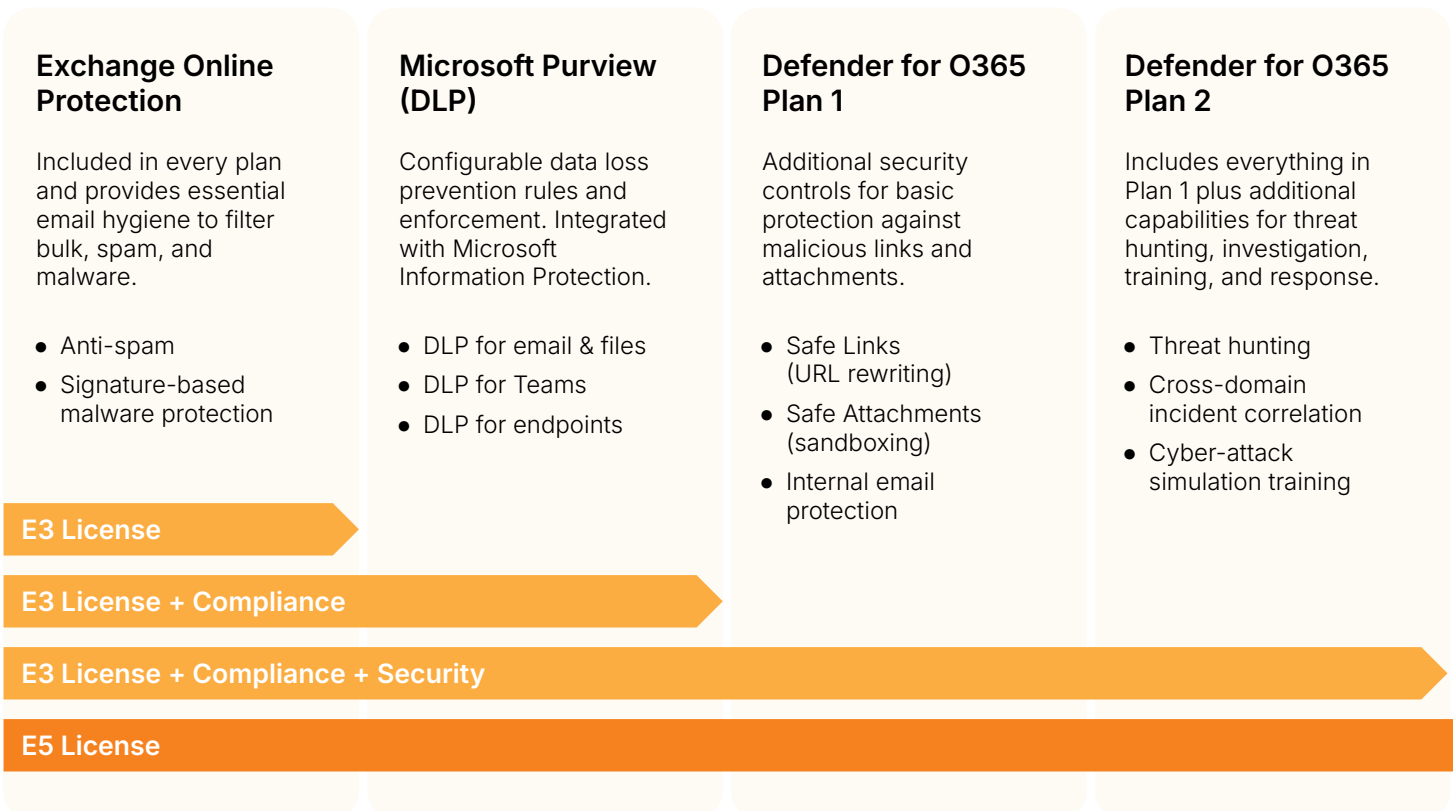 Exchange Online
Protection
Included in every plan
and provides essential
email hygiene to filter
bulk, spam, and
malware.
● Anti-spam
● Signature-based
malware protection
Microsoft Purview
(DLP)
Configurable data loss
prevention rules and
enforcement. Integrated
with Microsoft
Information Protection.
● DLP for email & files
● DLP for Teams
● DLP for endpoints
Defender for O365
Plan 1
Additional security
controls for basic
protection against
malicious links and
attachments.
● Safe Links
(URL rewriting)
● Safe Attachments
(sandboxing)
● Internal email
protection
Defender for O365
Plan 2
Includes everything in
Plan 1 plus additional
capabilities for threat
hunting, investigation,
training, and response.
● Threat hunting
● Cross-domain
incident correlation
● Cyber-attack
simulation training
E3 License
E3 License + Compliance
E3 License + Compliance + Security
E5 License